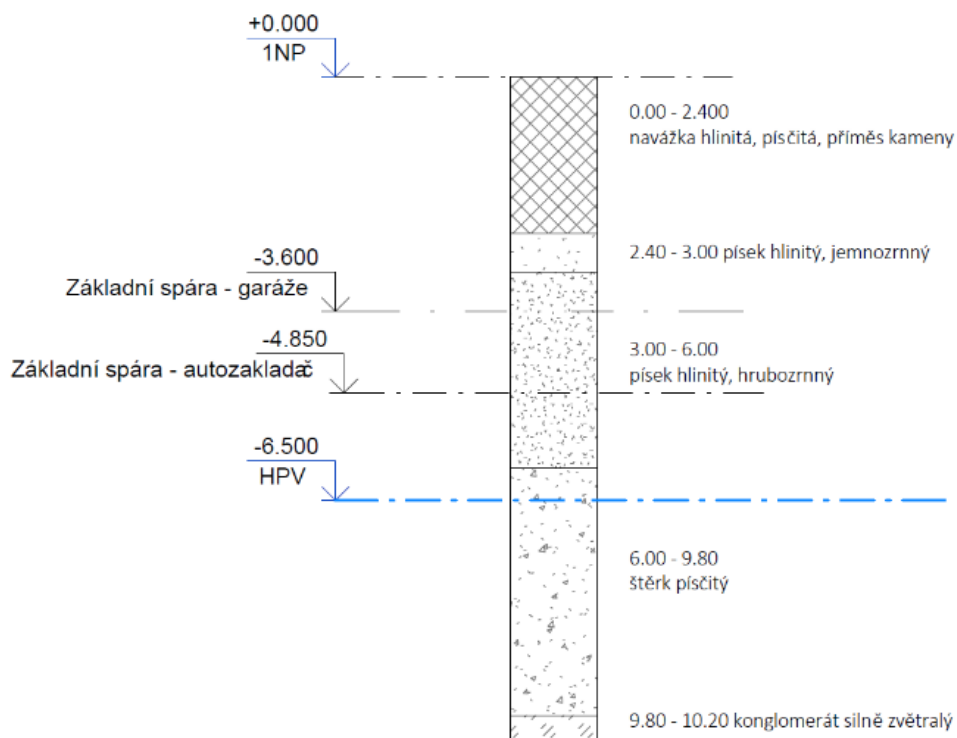 +0.000
1NP
0.00 - 2.400
navážka hlinitá, písčitá, příměs kameny
2.40 - 3.00 písek hlinitý, jemnozrnný
-3.600
Základní spára - garáže
-4.850
Základní spára - autozakladač
3.00 - 6.00
písek hlinitý, hrubozrnný
-6.500
HPV
6.00 - 9.80
štěrk písčitý
9.80 - 10.20 konglomerát silně zvětralý